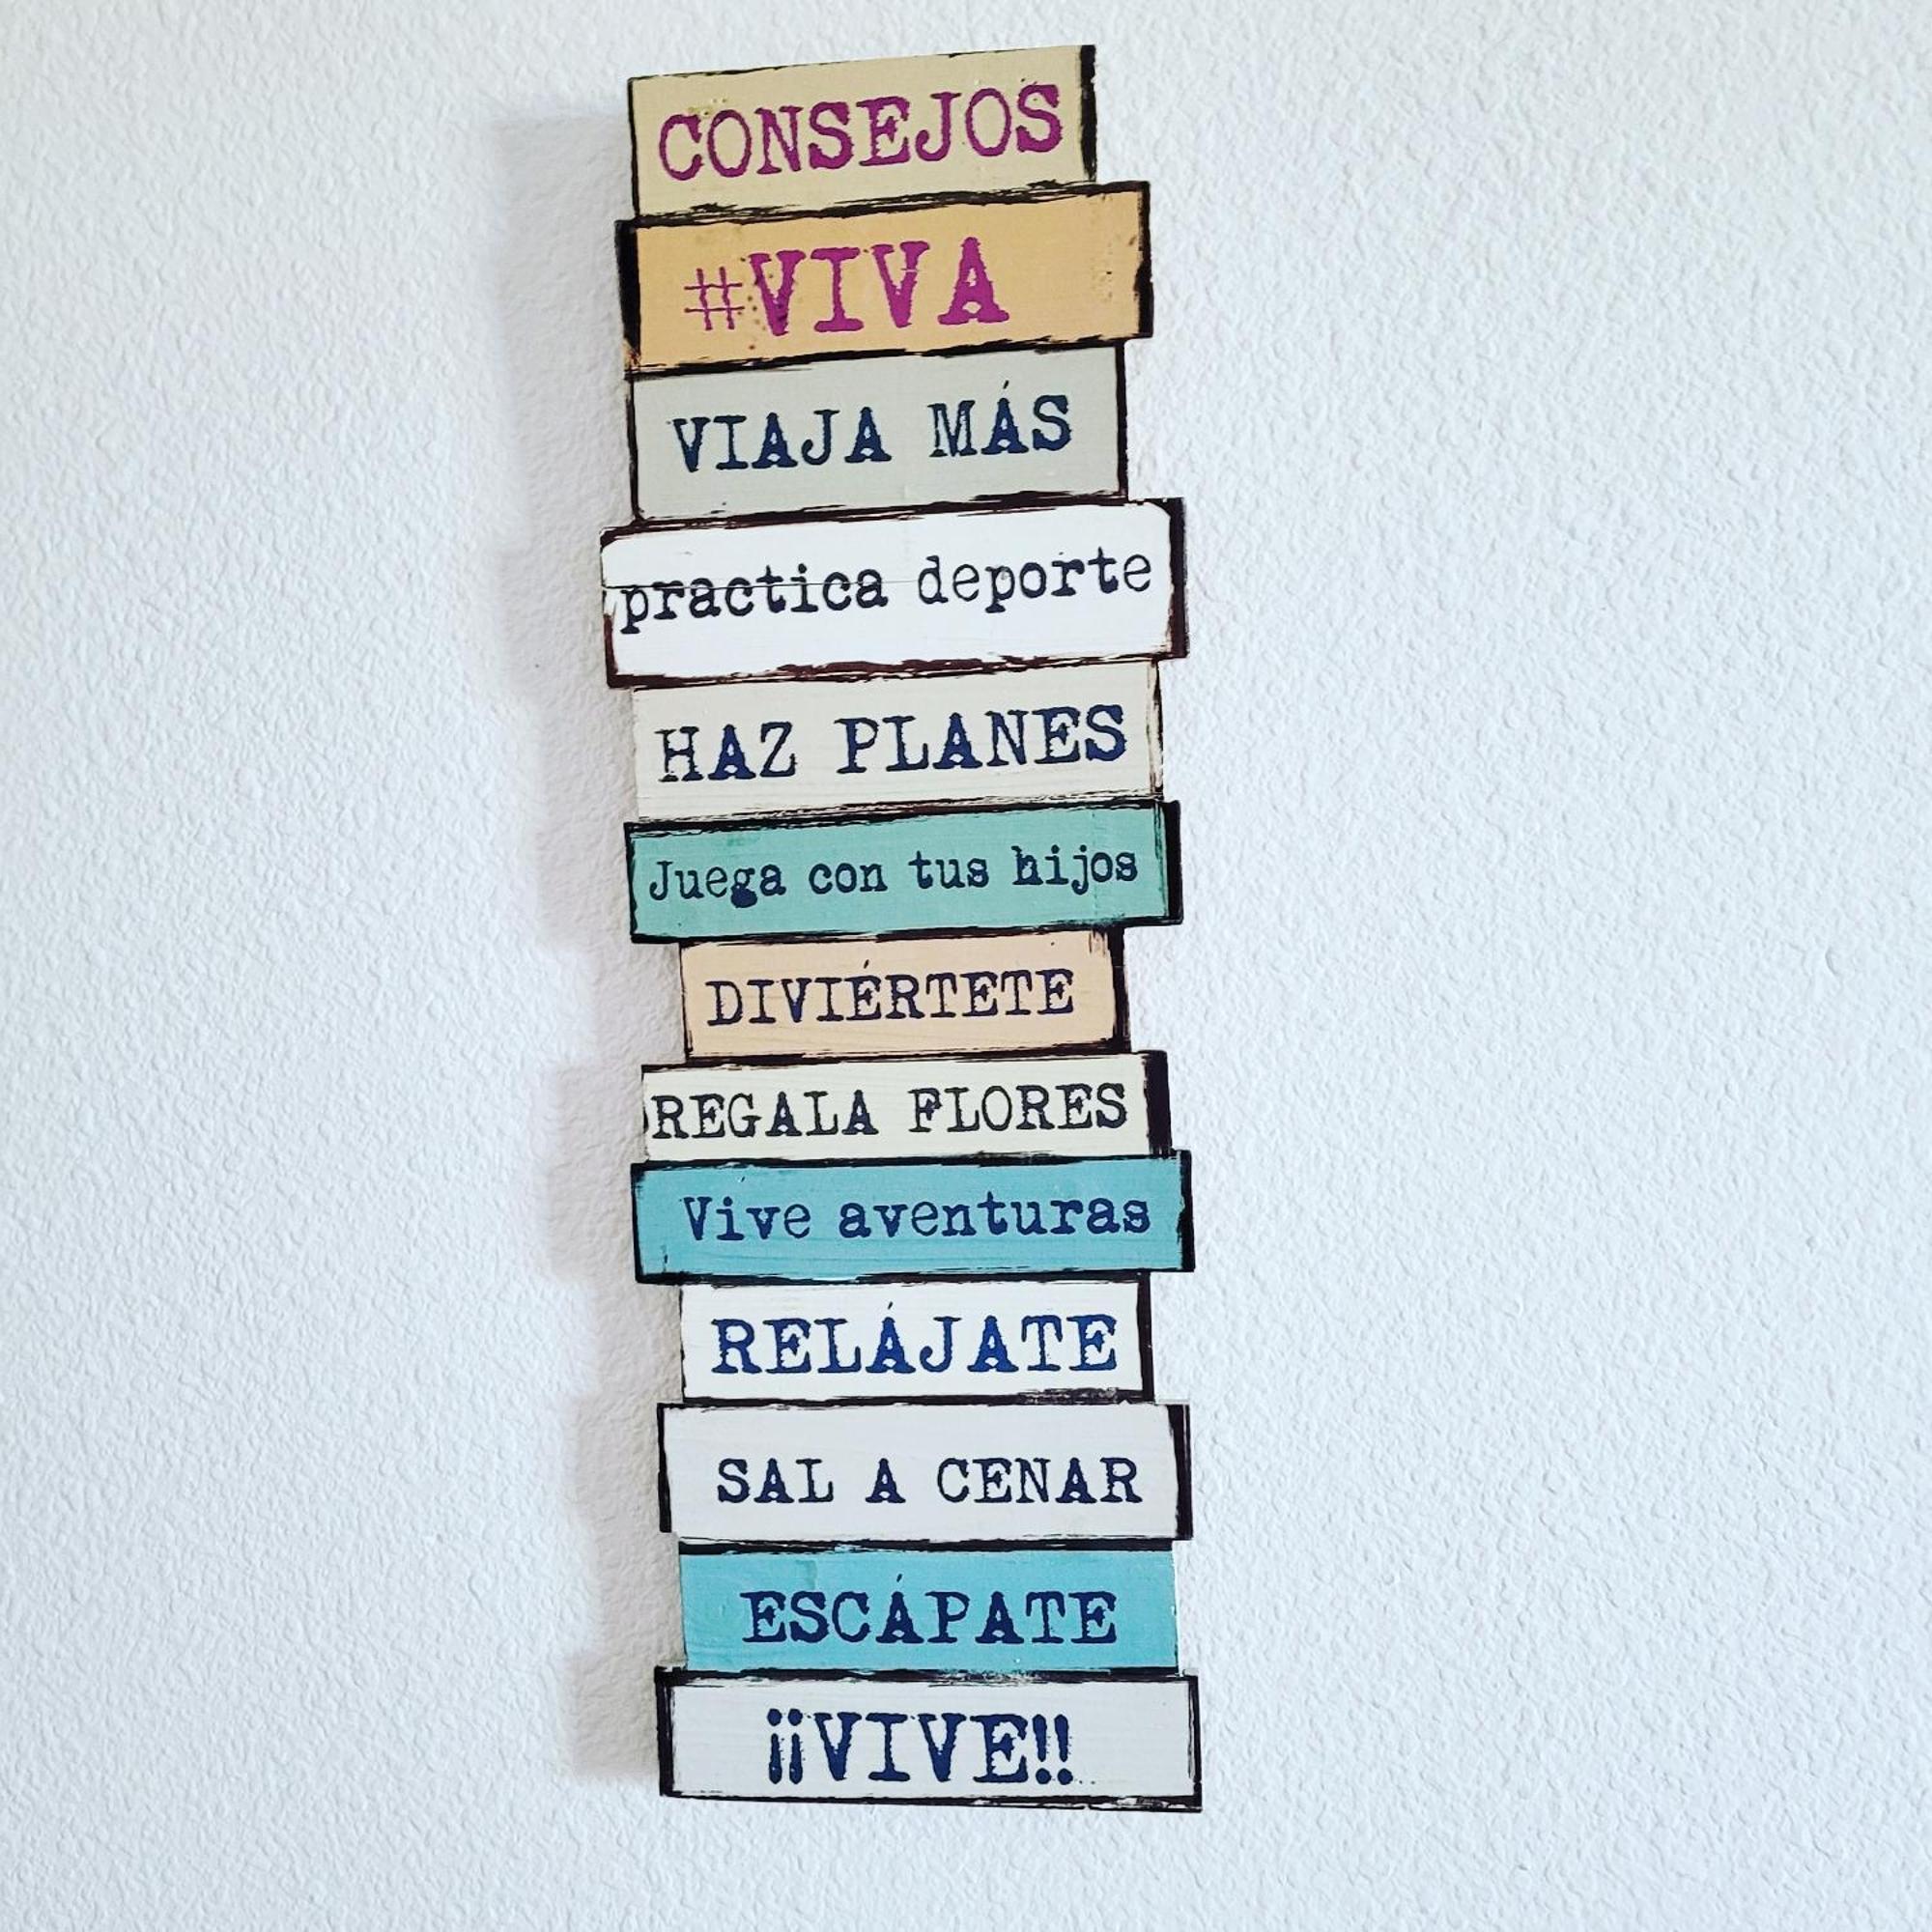 CONSEJOS
#VIVA
VIAJA MÁS
practica deporte
HAZ PLANES
Juega con tus hijos
DIVIÉRTETE
REGALA FLORES
Vive aventuras
RELÁJATE
SAL A CENAR
ESCÁPATE
¡¡VIVE!!